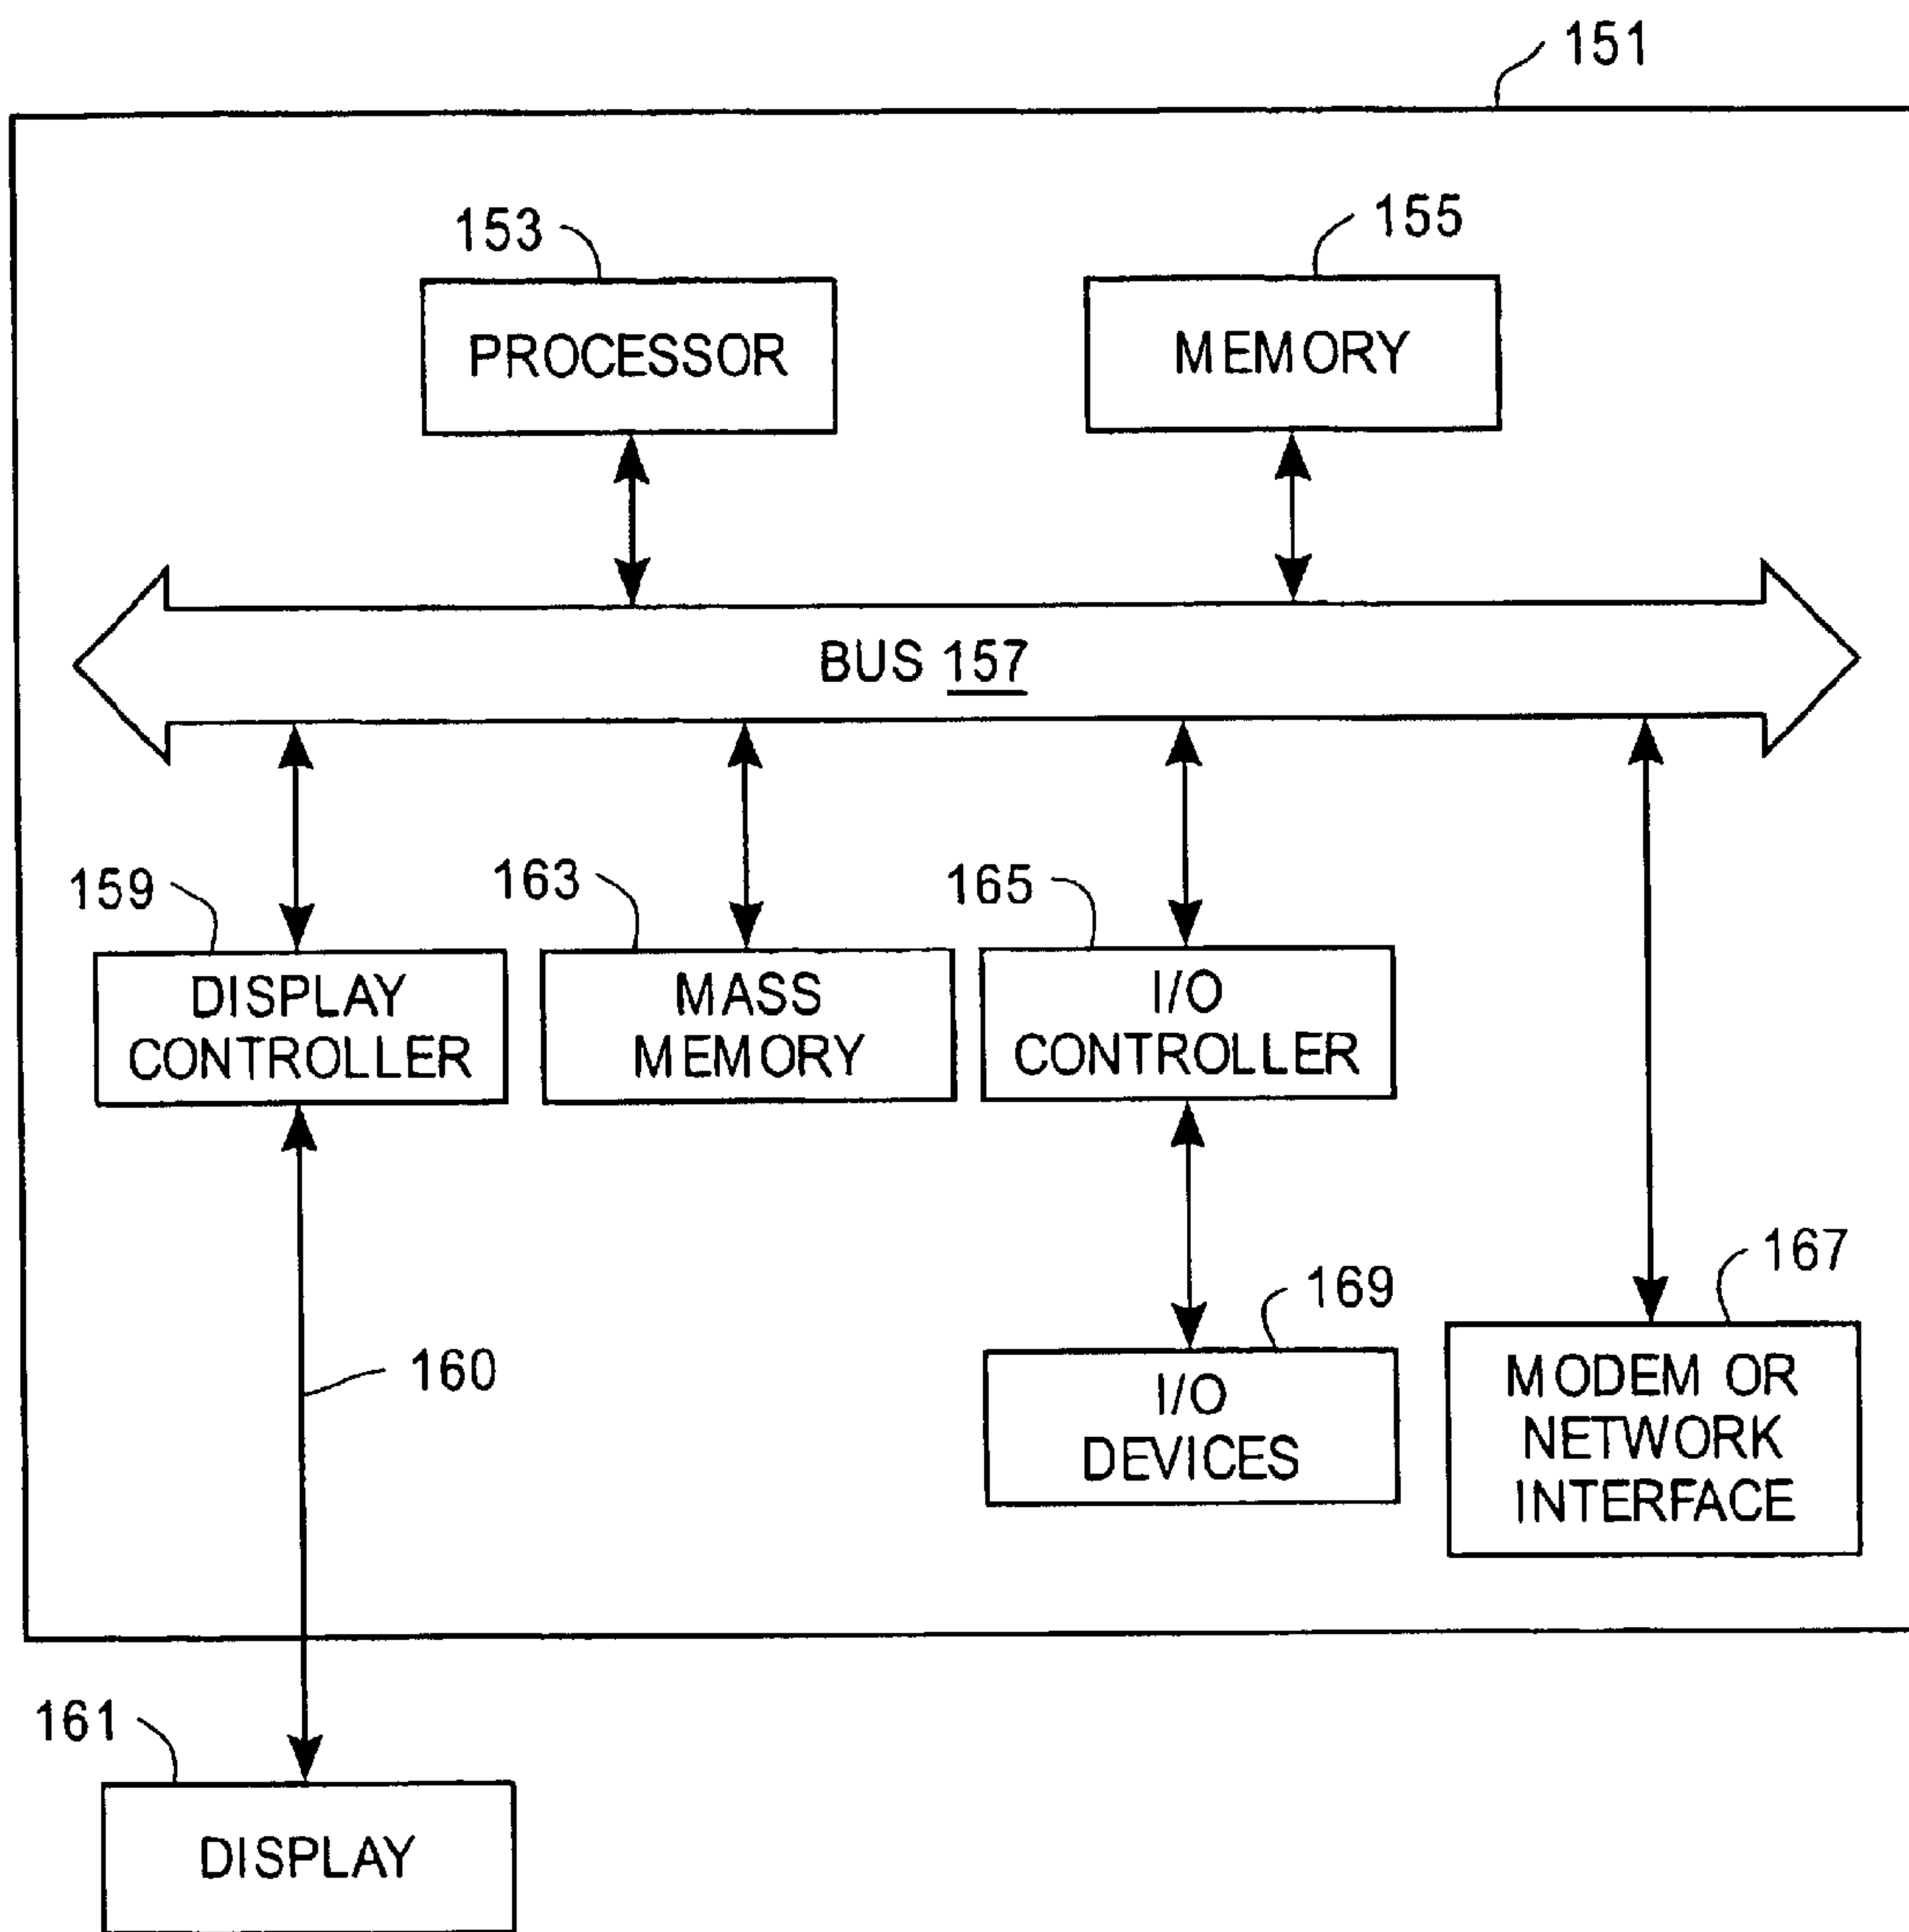 151
153
155
PROCESSOR
MEMORY
BUS 157
159
163
165
DISPLAY
CONTROLLER
MASS
MEMORY
I/O
CONTROLLER
167
169
160
I/O
DEVICES
MODEM OR
NETWORK
INTERFACE
161
DISPLAY